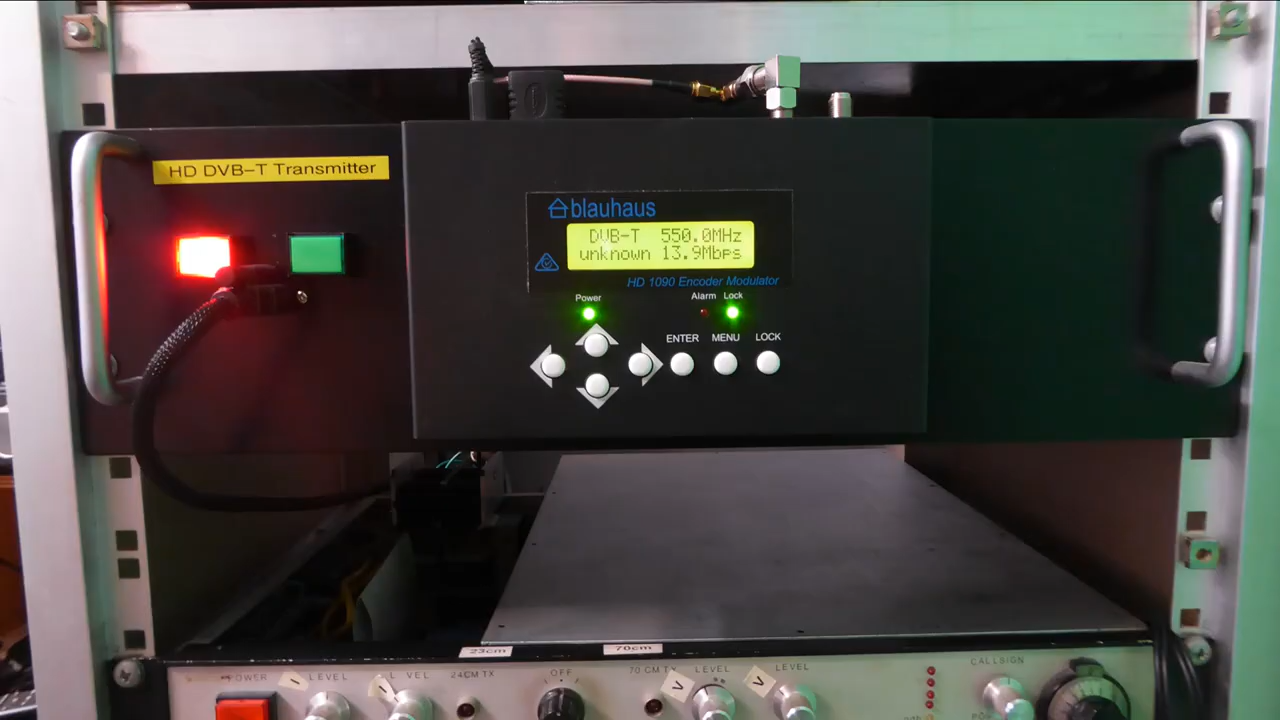 HD DVB-T Transmitter
blauhaus
DVB-T 550.0MHz
unknown 13.9Mbps
HD 1090 Encoder Modulator
Power
Alarm Lock
ENTER MENU LOCK
23cm
70cm
POWER
LEVEL
24CM TX
OFF
70 CM TX
LEVEL
LEVEL
CALLSIGN